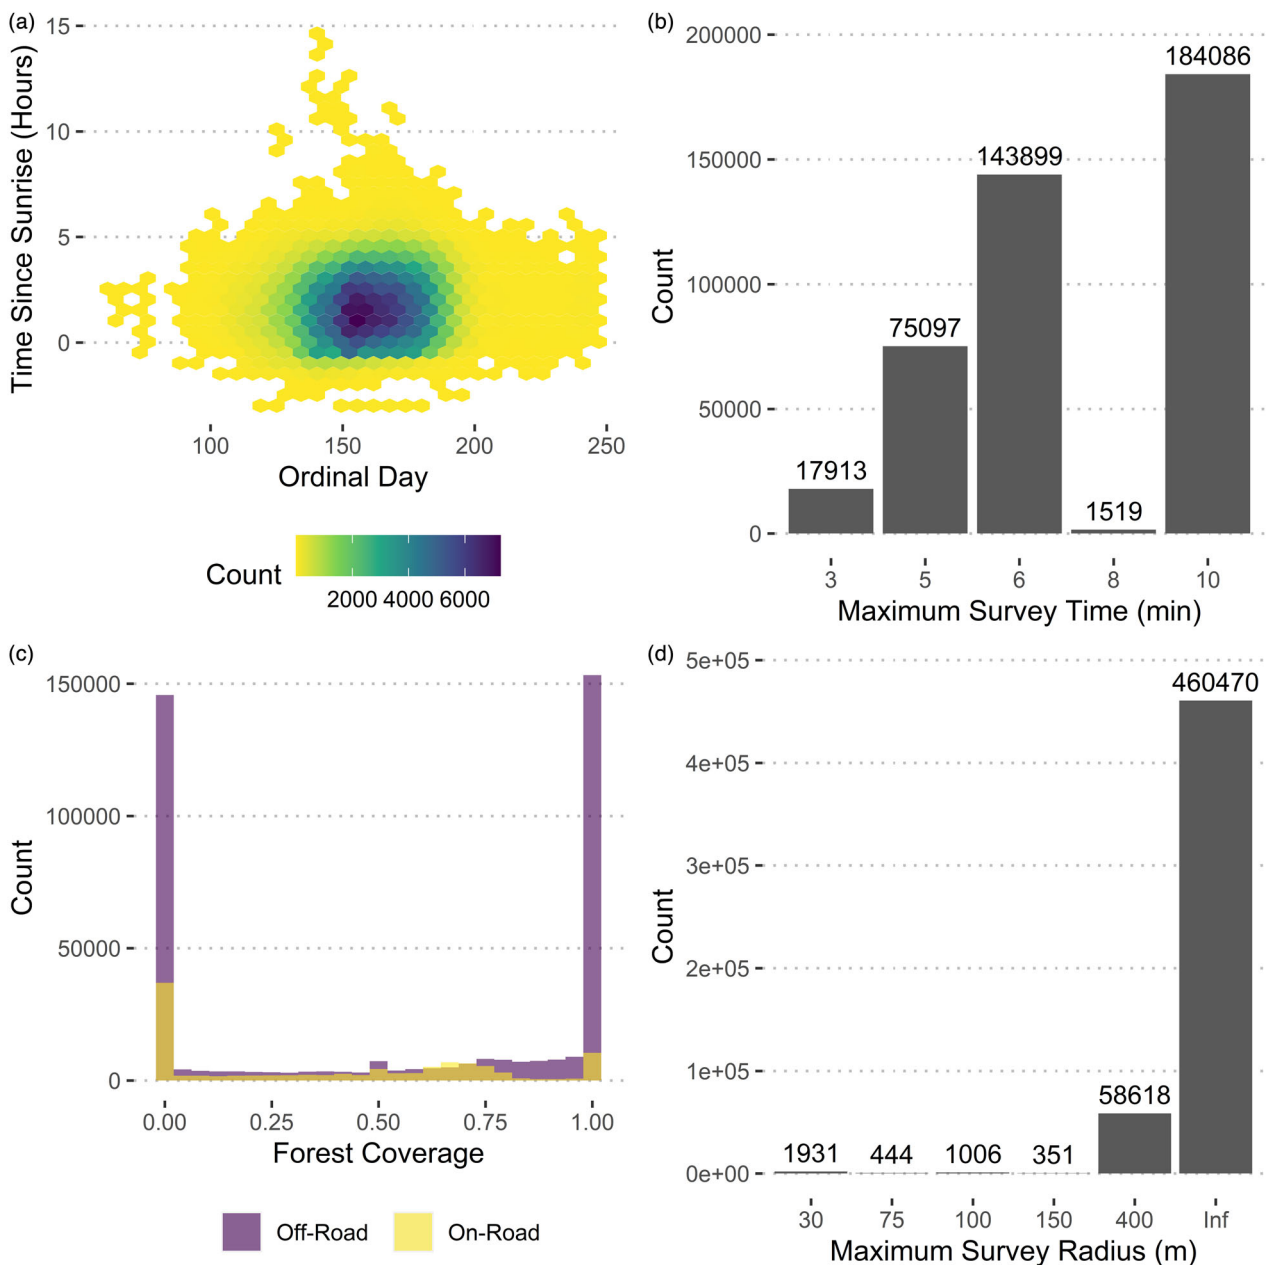 (a)
15
10
5
0
Time Since Sunrise (Hours)
100 150 200 250
Ordinal Day
Count
2000 4000 6000
(b)
200000
150000
100000
50000
0
Count
17913
75097
143899
1519
184086
3 5 6 8 10
Maximum Survey Time (min)
(c)
150000
100000
50000
0
Count
0.00 0.25 0.50 0.75 1.00
Forest Coverage
Off-Road On-Road
(d)
5e+05
4e+05
3e+05
2e+05
1e+05
0e+00
Count
1931
444
1006
351
58618
460470
30 75 100 150 400 Inf
Maximum Survey Radius (m)